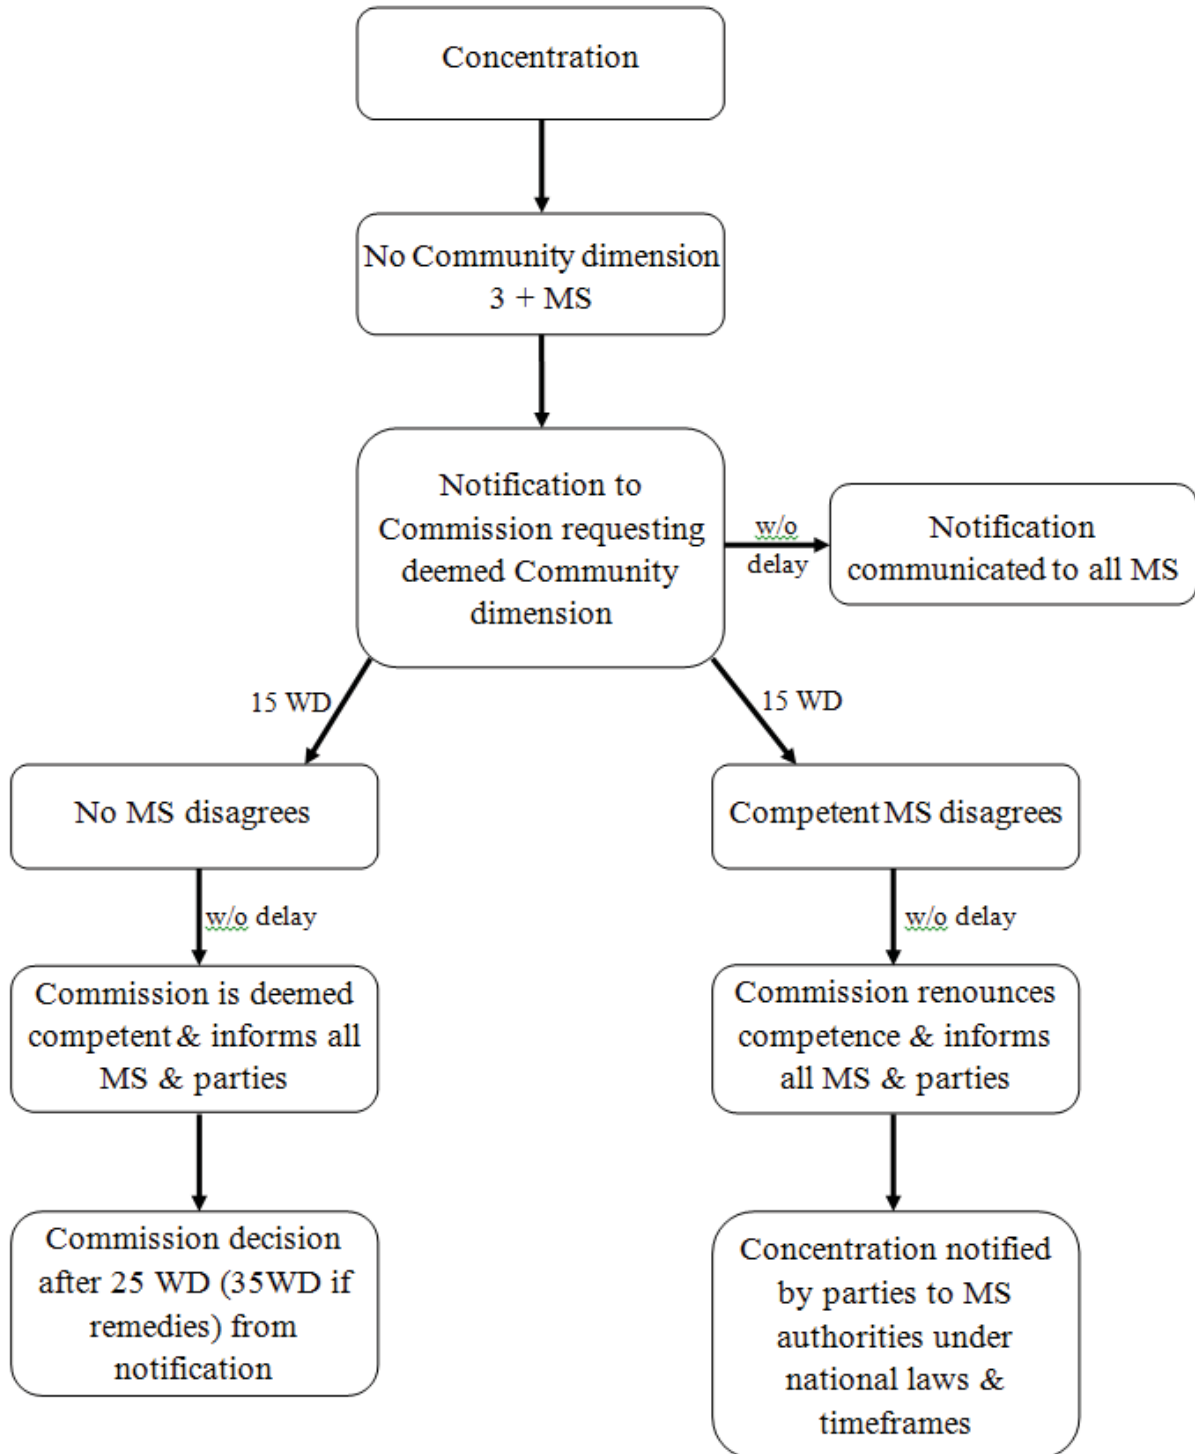 Concentration
No Community dimension
3 + MS
Notification to
Commission requesting
deemed Community
dimension
w/o
delay
Notification
communicated to all MS
15 WD
15 WD
No MS disagrees
Competent MS disagrees
w/o delay
w/o delay
Commission is deemed
competent & informs all
MS & parties
Commission renounces
competence & informs
all MS & parties
Commission decision
after 25 WD (35WD if
remedies) from
notification
Concentration notified
by parties to MS
authorities under
national laws &
timeframes